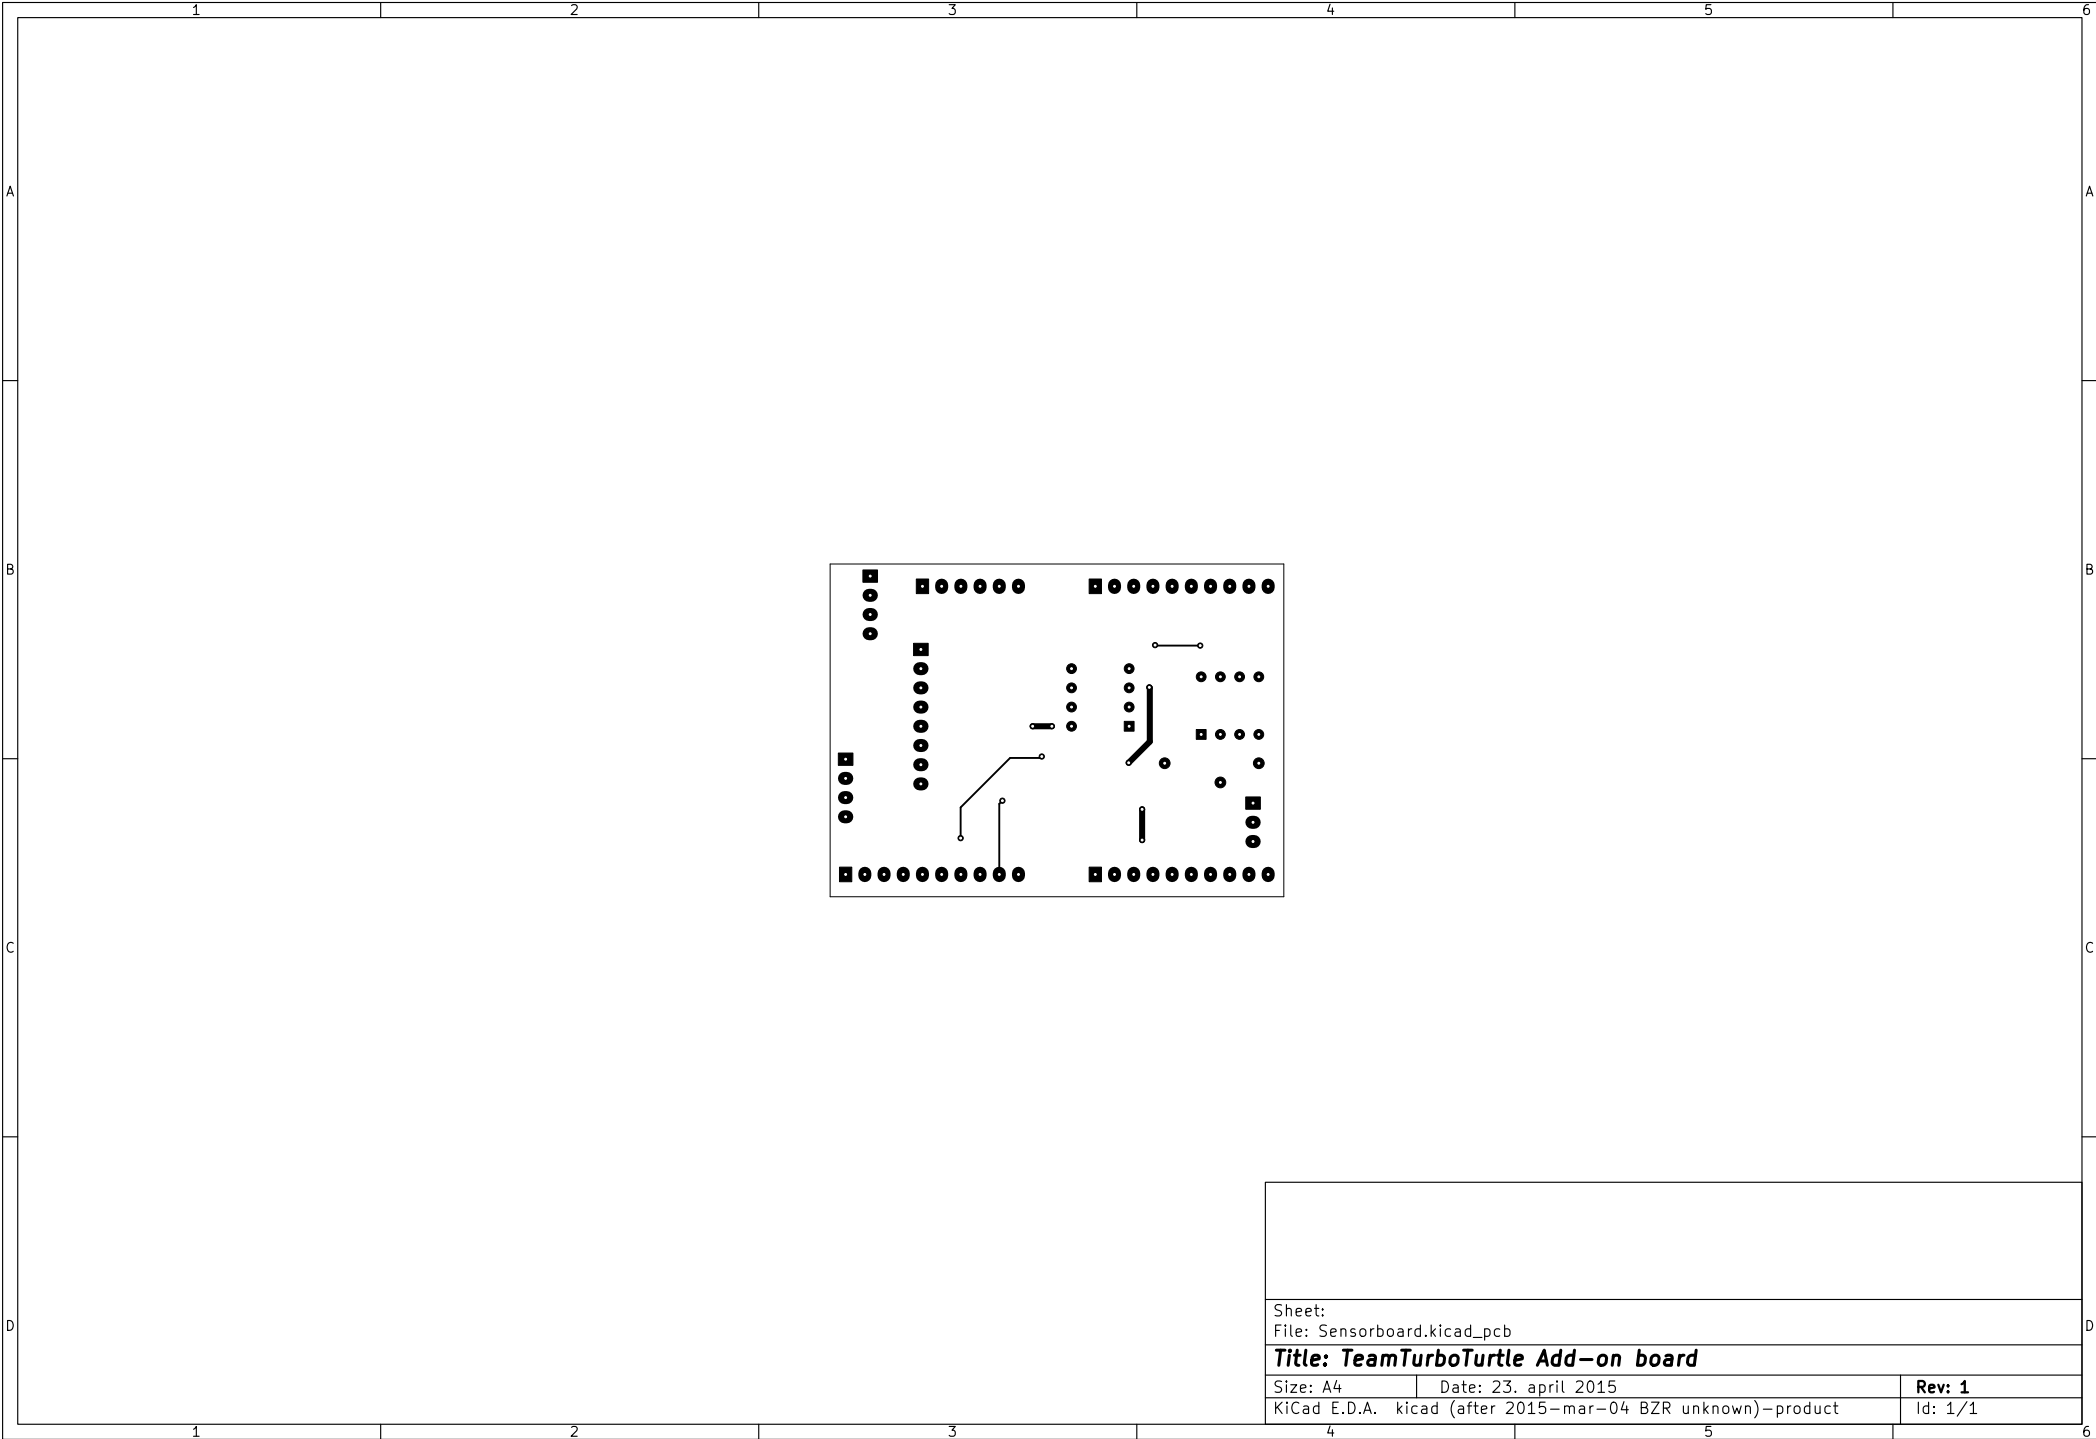 1 2 3 4 5 6
A A
B B
C C
D D
Sheet:
File: Sensorboard.kicad_pcb
Title: TeamTurboTurtle Add-on board
Size: A4 Date: 23. april 2015 Rev: 1
KiCad E.D.A. kicad (after 2015-mar-04 BZR unknown)-product Id: 1/1
1 2 3 4 5 6